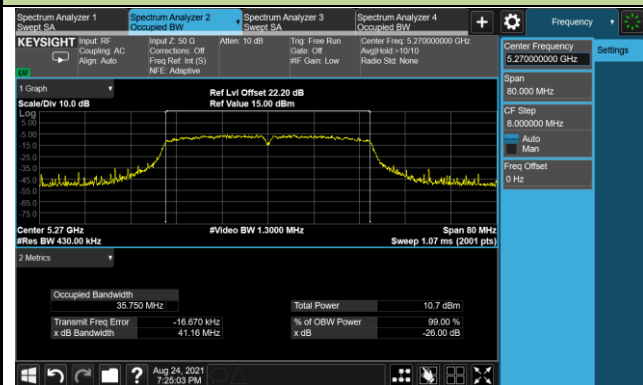 Spectrum Analyzer 1
Swept SA
Spectrum Analyzer 2
Occupied BW
Spectrum Analyzer 3
Swept SA
Spectrum Analyzer 4
Occupied BW
+
Frequency
KEYSIGHT
Input: RF
Coupling: AC
Align: Auto
Input Z: 50 Ω
Corrections: Off
Freq Ref: Int (S)
NFE: Adaptive
Atten: 10 dB
Trig: Free Run
Gate: Off
#IF Gain: Low
Center Freq: 5.270000000 GHz
Avg|Hold:>10/10
Radio Std: None
LW
1 Graph
Scale/Div 10.0 dB
Ref Lvl Offset 22.20 dB
Ref Value 15.00 dBm
Log
5.00
-5.00
-15.0
-25.0
-35.0
-45.0
-55.0
-65.0
-75.0
Center 5.27 GHz
#Res BW 430.00 kHz
#Video BW 1.3000 MHz
Span 80 MHz
Sweep 1.07 ms (2001 pts)
2 Metrics
Occupied Bandwidth
35.750 MHz
Total Power 10.7 dBm
Transmit Freq Error -16.670 kHz
% of OBW Power 99.00 %
x dB Bandwidth 41.16 MHz
x dB -26.00 dB
Center Frequency
5.270000000 GHz
Settings
Span
80.000 MHz
CF Step
8.000000 MHz
Auto
Man
Freq Offset
0 Hz
?
Aug 24, 2021
7:25:03 PM